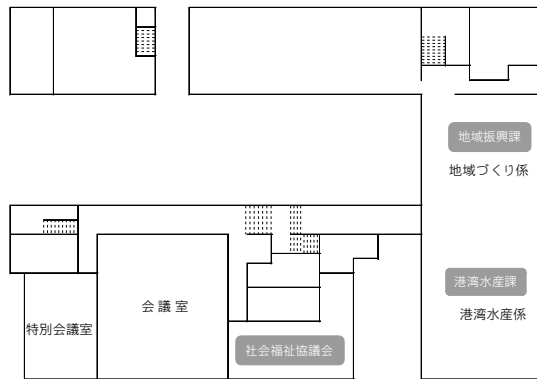 地域振興課
地域づくり係
港湾水産課
港湾水産係
会議室
特別会議室
社会福祉協議会